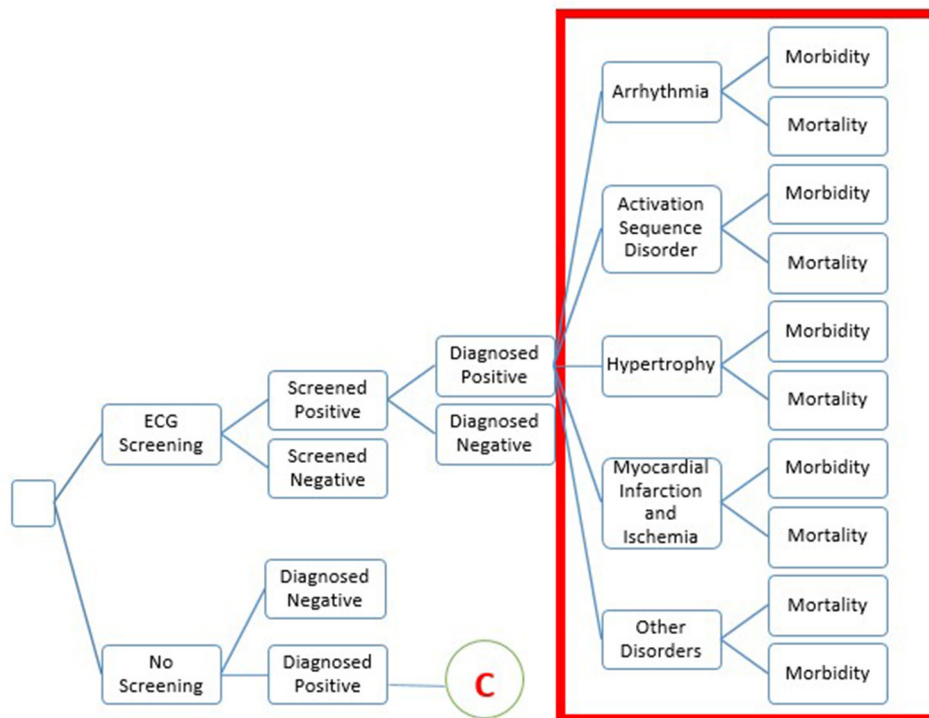 Morbidity
Arrhythmia
Mortality
Morbidity
Activation
Sequence
Disorder
Mortality
Morbidity
Diagnosed
Positive
Hypertrophy
Screened
Positive
Mortality
ECG
Screening
Diagnosed
Negative
Screened
Negative
Morbidity
Myocardial
Infarction
and
Ischemia
Mortality
Diagnosed
Negative
Mortality
Other
Disorders
No
Screening
Diagnosed
Positive
C
Morbidity